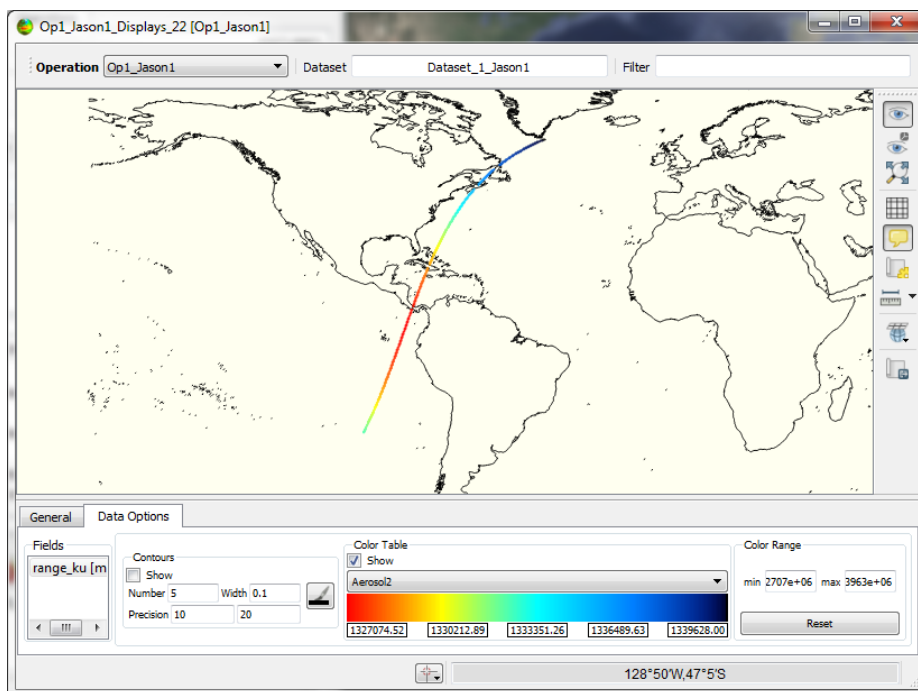 Op1_Jason1_Displays_22 [Op1_Jason1]
Operation Op1_Jason1 Dataset Dataset_1_Jason1 Filter
General Data Options
Fields
range_ku [m
Contours
Show
Number 5 Width 0.1
Precision 10 20
Color Table
Show
Aerosol2
1327074.52 1330212.89 1333351.26 1336489.63 1339628.00
Color Range
min 2707e+06 max 3963e+06
Reset
128°50'W,47°5'S